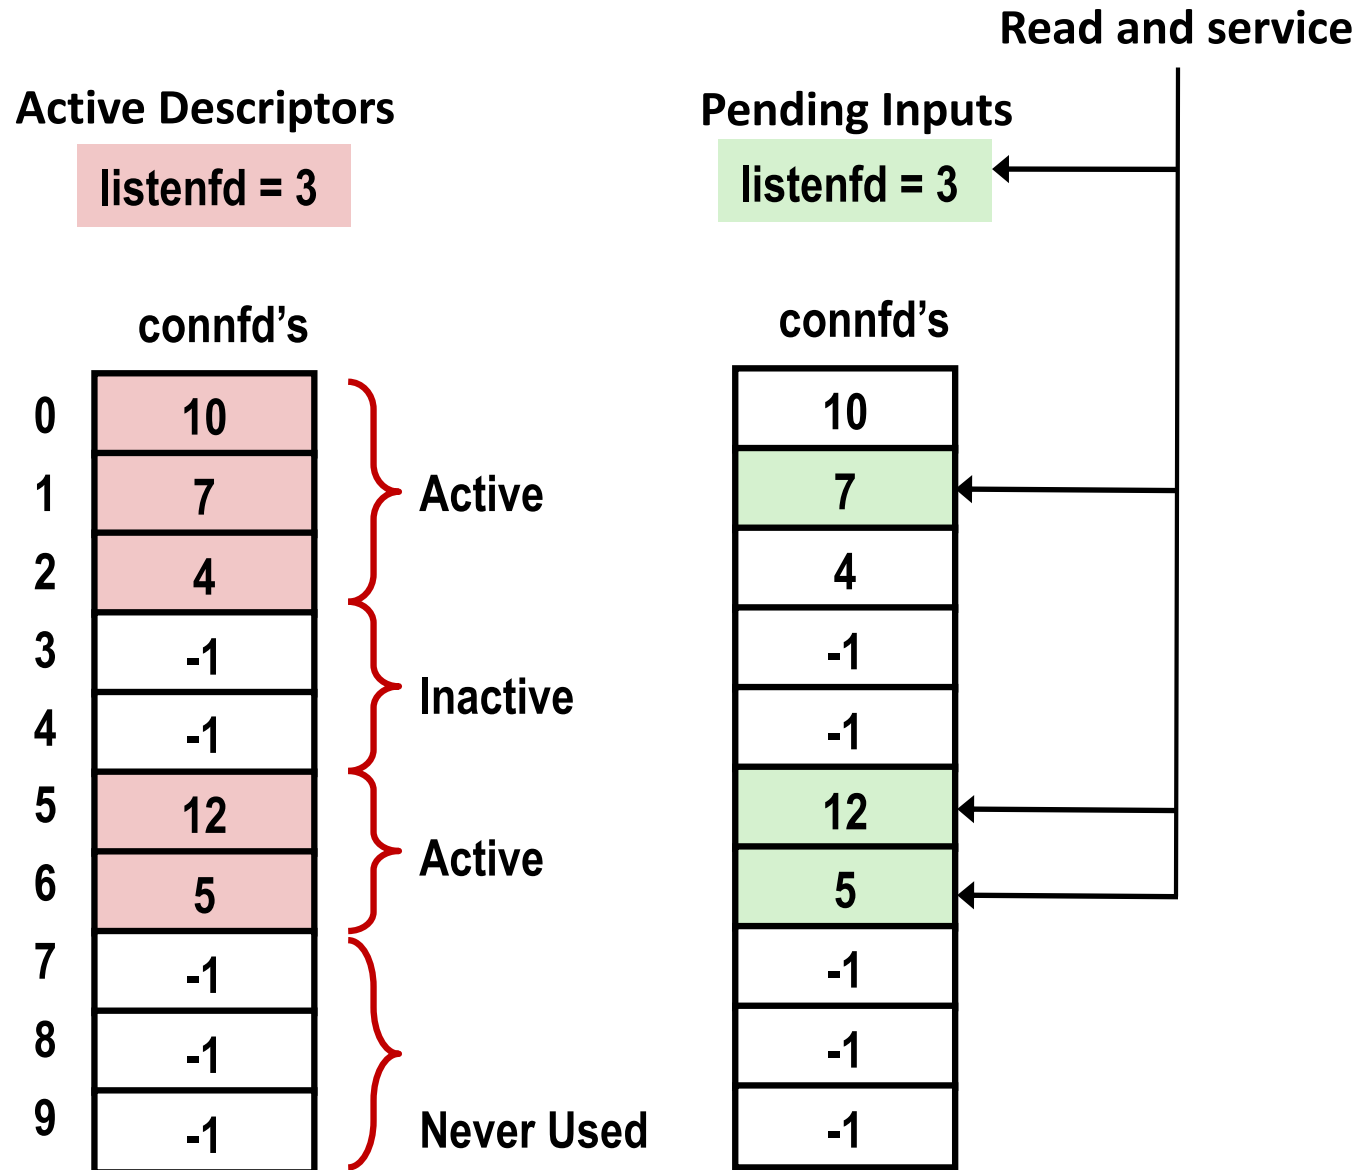 Read and service
Active Descriptors
Pending Inputs
listenfd = 3
listenfd = 3
connfd’s
connfd’s
0 10 10
1 7 Active 7
2 4 4
3 -1 -1
4 -1 Inactive -1
5 12 12
6 5 Active 5
7 -1 -1
8 -1 -1
9 -1 Never Used -1